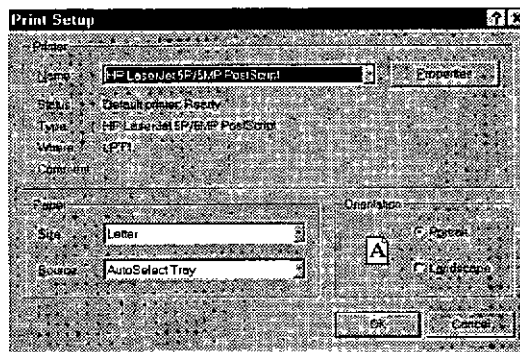 Print Setup
Printer
Name HP LaserJet 5P/5MP PostScript Properties
Status Default printer; Ready
Type HP LaserJet 5P/6MP PostScript
Where LPT1
Comment
Paper
Size Letter
Source AutoSelect Tray
Orientation
A
Portrait
Landscape
OK Cancel